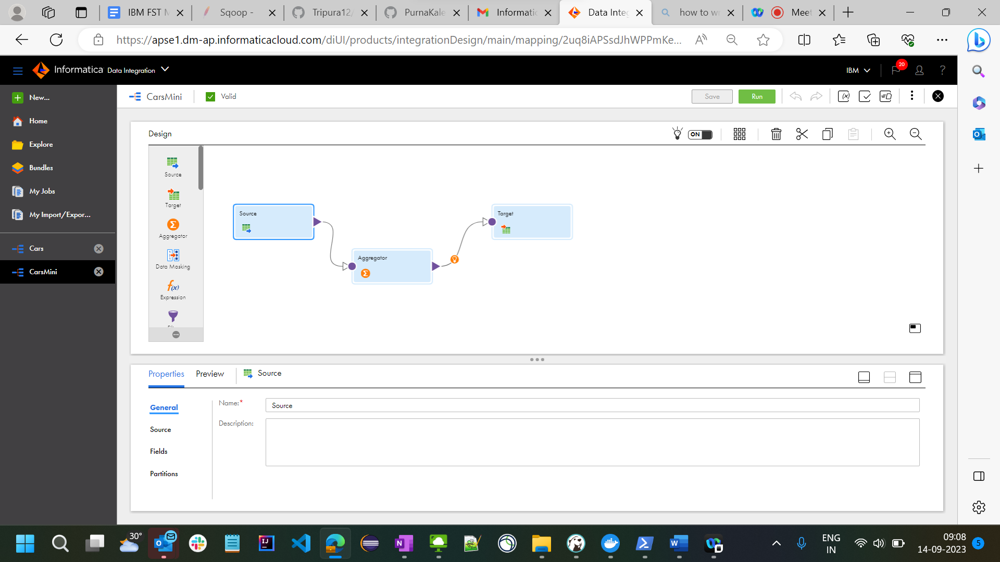 IBM FST M
Sqoop -
Tripura12/
PurnaKale
Informatic
Data Integ
how to wr
Meet
https://apse1.dm-ap.informaticacloud.com/diUI/products/integrationDesign/main/mapping/2uq8iAPSsdJhWPPmKe...
Informatica Data Integration
IBM
20
?
New...
Home
Explore
Bundles
My Jobs
My Import/Expor...
Cars
CarsMini
CarsMini
Valid
Save
Run
Design
ON
Source
Target
Aggregator
Data Masking
Expression
Source
Aggregator
Target
Properties
Preview
Source
General
Source
Fields
Partitions
Name:*
Source
Description:
30°
ENG
IN
09:08
14-09-2023
5